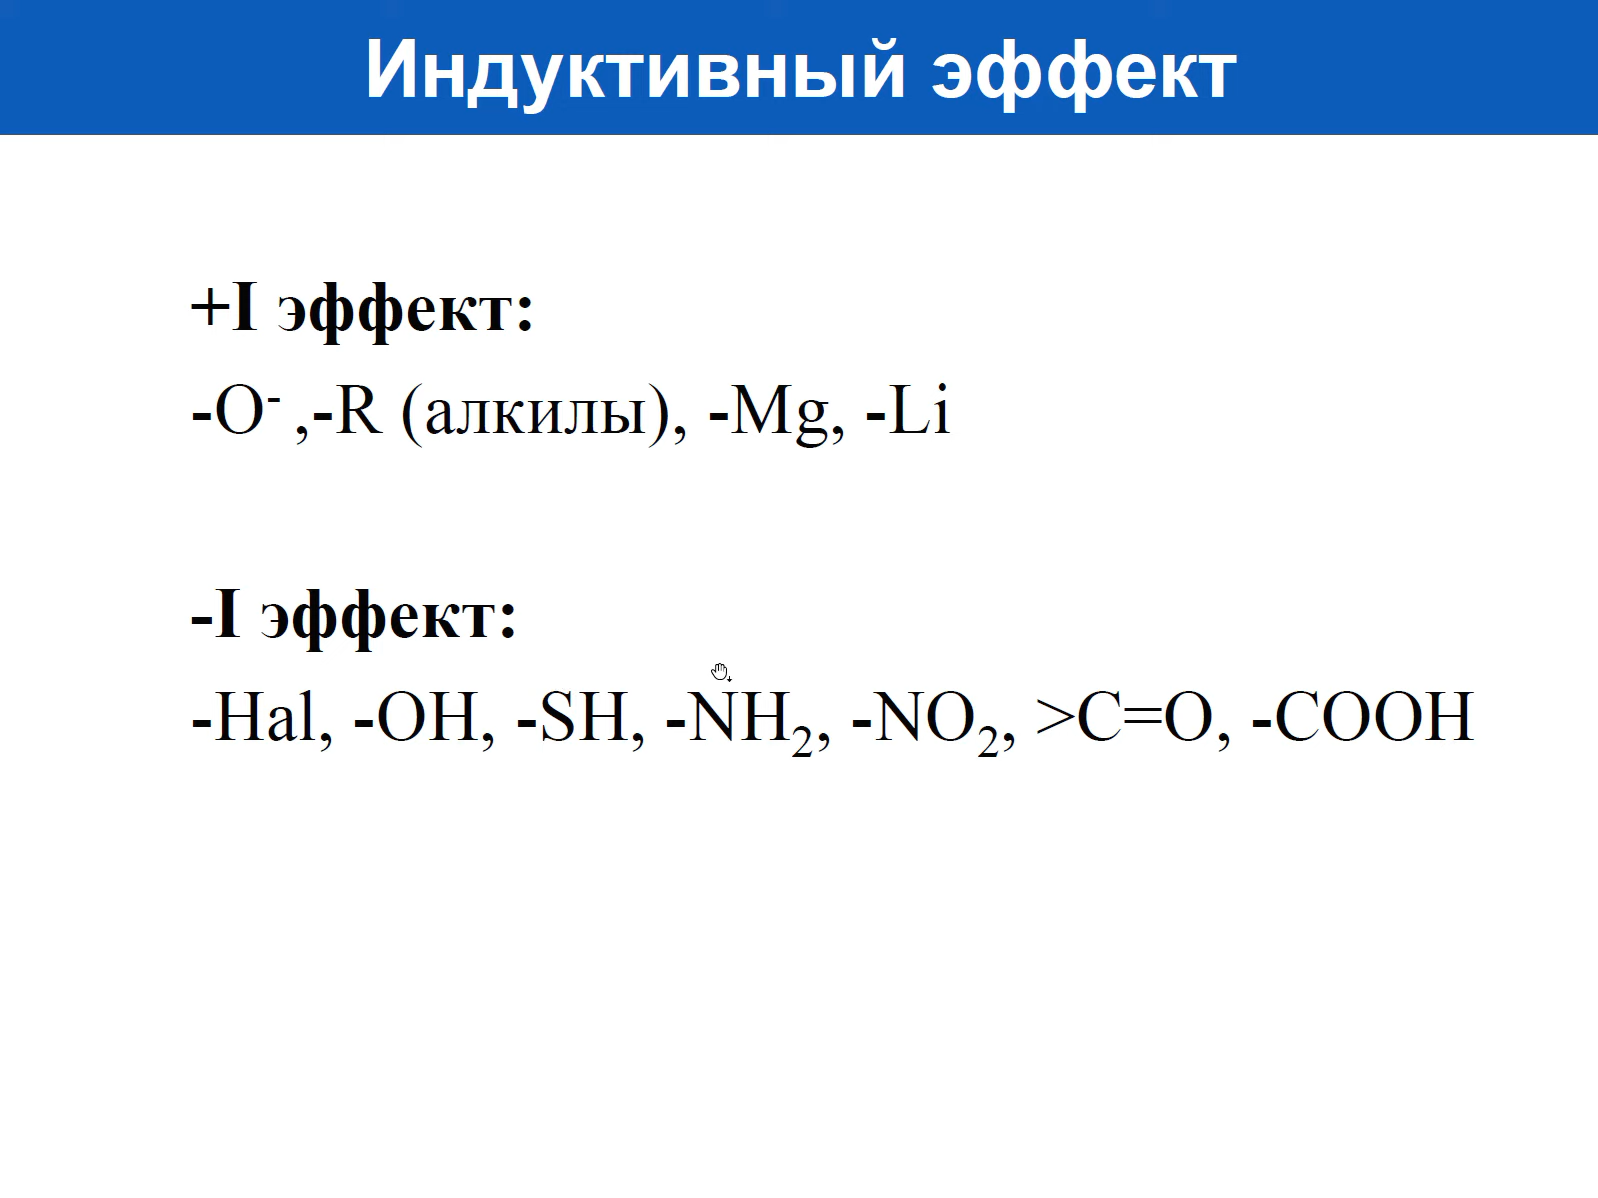 Индуктивный эффект
+I эффект:
-O⁻ ,-R (алкилы), -Mg, -Li
-I эффект:
-Hal, -OH, -SH, -NH₂, -NO₂, >C=O, -COOH